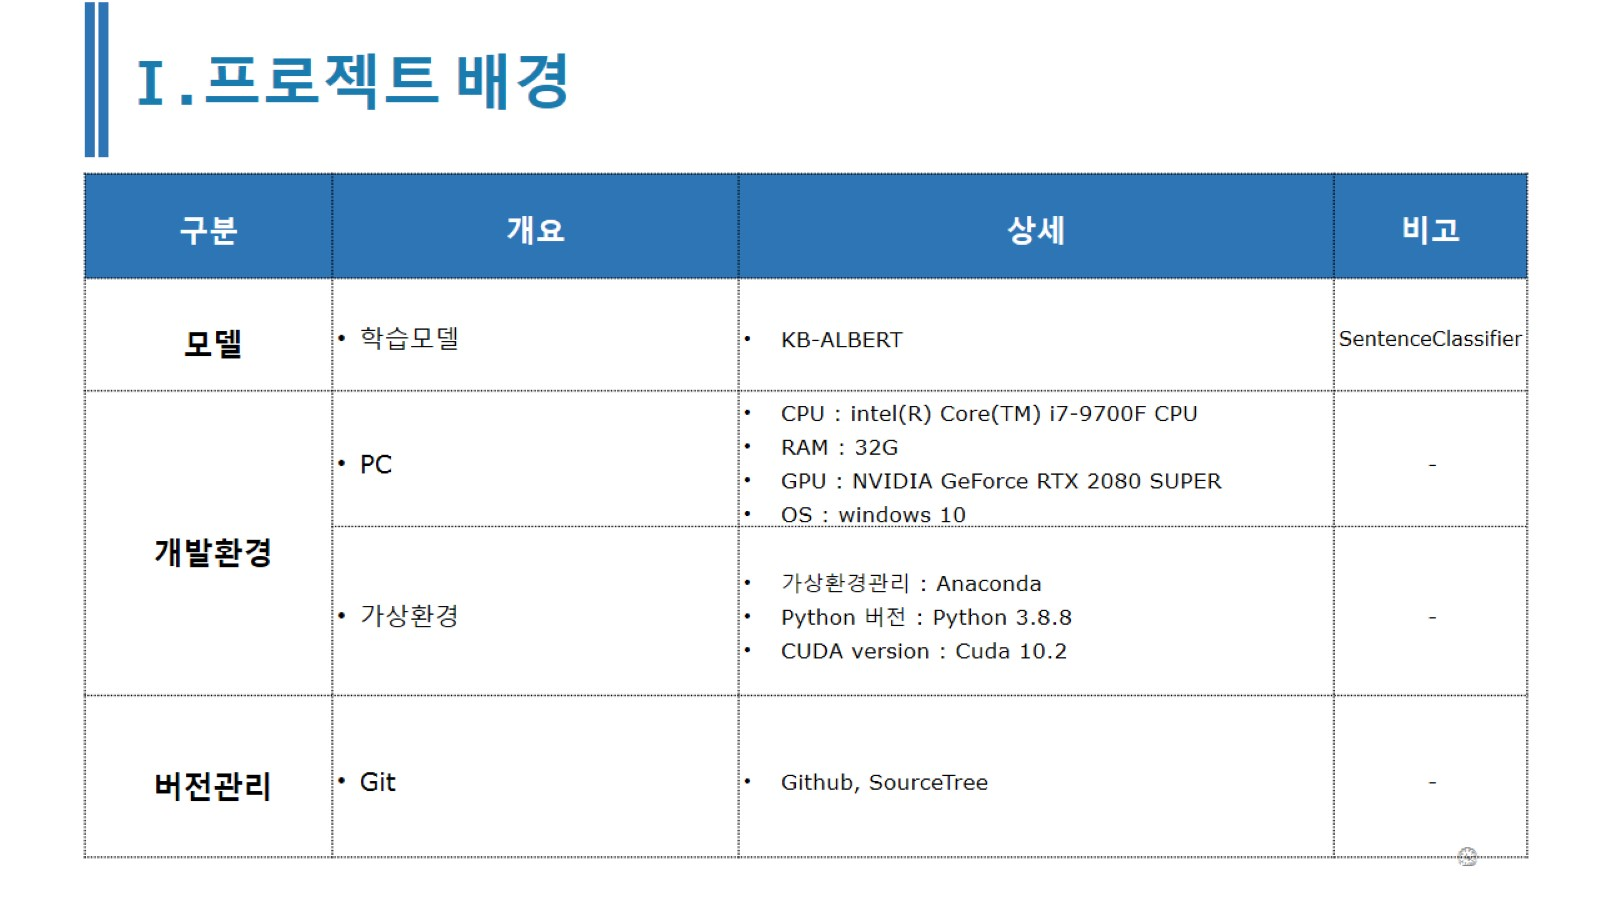 I.프로젝트 배경
구분 개요 상세 비고
모델 • 학습모델 • KB-ALBERT SentenceClassifier
개발환경 • PC • CPU : intel(R) Core(TM) i7-9700F CPU
• RAM : 32G
• GPU : NVIDIA GeForce RTX 2080 SUPER
• OS : windows 10
-
• 가상환경 • 가상환경관리 : Anaconda
• Python 버전 : Python 3.8.8
• CUDA version : Cuda 10.2
-
버전관리 • Git • Github, SourceTree -